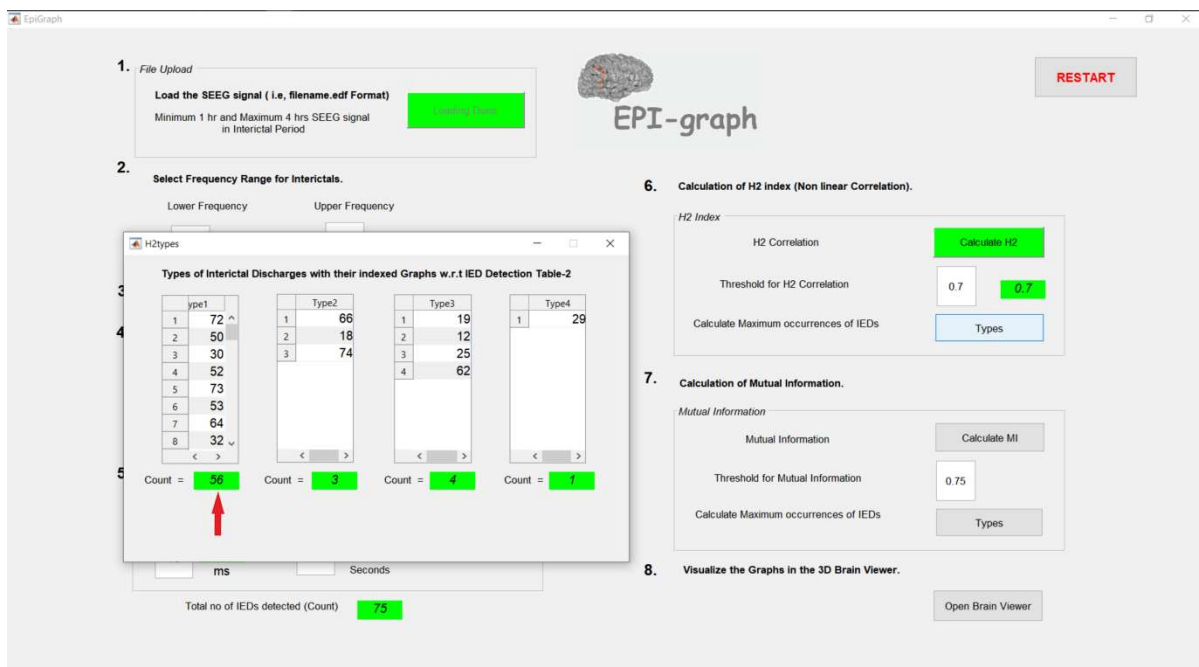 EpiGraph
1. File Upload
Load the SEEG signal ( i.e, filename.edf Format)
Minimum 1 hr and Maximum 4 hrs SEEG signal
in Interictal Period
Loading Done
EPI-graph
RESTART
2. Select Frequency Range for Interictals.
Lower Frequency Upper Frequency
H2types
Types of Interictal Discharges with their indexed Graphs w.r.t IED Detection Table-2
ype1 Type2 Type3 Type4
1 72 1 66 1 19 1 29
2 50 2 18 2 12
3 30 3 74 3 25
4 52 4 62
5 73
6 53
7 64
8 32
Count = 56 Count = 3 Count = 4 Count = 1
3
4
5
ms Seconds
Total no of IEDs detected (Count) 75
6. Calculation of H2 index (Non linear Correlation).
H2 Index
H2 Correlation Calculate H2
Threshold for H2 Correlation 0.7 0.7
Calculate Maximum occurrences of IEDs Types
7. Calculation of Mutual Information.
Mutual Information
Mutual Information Calculate MI
Threshold for Mutual Information 0.75
Calculate Maximum occurrences of IEDs Types
8. Visualize the Graphs in the 3D Brain Viewer.
Open Brain Viewer